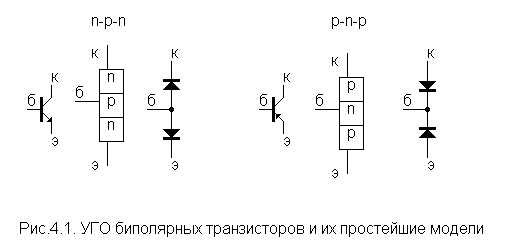 n-p-n
p-n-p
к
б
э
к
б
n
p
n
э
к
б
э
к
б
э
к
б
p
n
p
э
к
б
э
Рис.4.1. УГО биполярных транзисторов и их простейшие модели